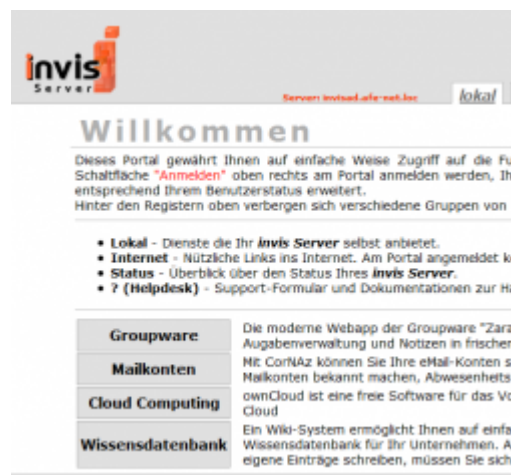 invis
Server
Server: invisad.afe-net.loc
lokal
Willkommen
Dieses Portal gewährt Ihnen auf einfache Weise Zugriff auf die Fu
Schaltfläche "Anmelden" oben rechts am Portal anmelden werden, Ih
entsprechend Ihrem Benutzerstatus erweitert.
Hinter den Registern oben verbergen sich verschiedene Gruppen von
• Lokal - Dienste die Ihr invis Server selbst anbietet.
• Internet - Nützliche Links ins Internet. Am Portal angemeldet k
• Status - Überblick über den Status Ihres invis Server.
• ? (Helpdesk) - Support-Formular und Dokumentationen zur Ha
Groupware
Die moderne Webapp der Groupware "Zara
Augabenverwaltung und Notizen in frischer
Mailkonten
Mit CorNAz können Sie Ihre eMail-Konten s
Mailkonten bekannt machen, Abwesenheits
Cloud Computing
ownCloud ist eine freie Software für das Vo
Cloud
Wissensdatenbank
Ein Wiki-System ermöglicht Ihnen auf einfa
Wissensdatenbank für Ihr Unternehmen. A
eigene Einträge schreiben, müssen Sie sich